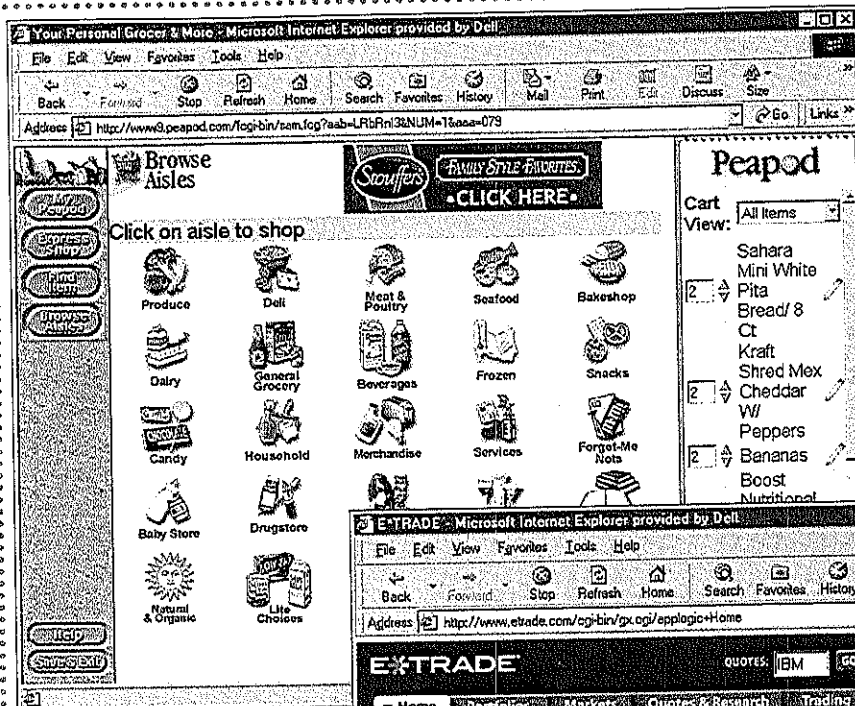 Your Personal Grocer & More - Microsoft Internet Explorer provided by Dell
File Edit View Favorites Tools Help
Back Forward Stop Refresh Home Search Favorites History Mail Print Edit Discuss Size
Address http://www9.peapod.com/fcgi-bin/sam.fcg?aab=LRbRnI3&NUM=1&aaa=079 Go Links
My Peapod
Express Shop
Find Item
Browse Aisles
Help
Save & Exit
Browse Aisles
Stouffer's FAMILY STYLE FAVORITES.
•CLICK HERE•
Click on aisle to shop
Produce Deli Meat & Poultry Seafood Bakeshop
Dairy General Grocery Beverages Frozen Snacks
Candy Household Merchandise Services Forget-Me Nots
Baby Store Drugstore
Natural & Organic Lite Choices
Peapod
Cart View: All Items
Sahara
Mini White
2 Pita
Bread/ 8
Ct
Kraft
Shred Mex
2 Cheddar
W/
Peppers
2 Bananas
Boost
Nutritional
E*TRADE - Microsoft Internet Explorer provided by Dell
File Edit View Favorites Tools Help
Back Forward Stop Refresh Home Search Favorites History
Address http://www.etrade.com/cgi-bin/gx.cgi/applogic+Home
E*TRADE QUOTES: IBM GO
Home Markets Quotes & Research Trading